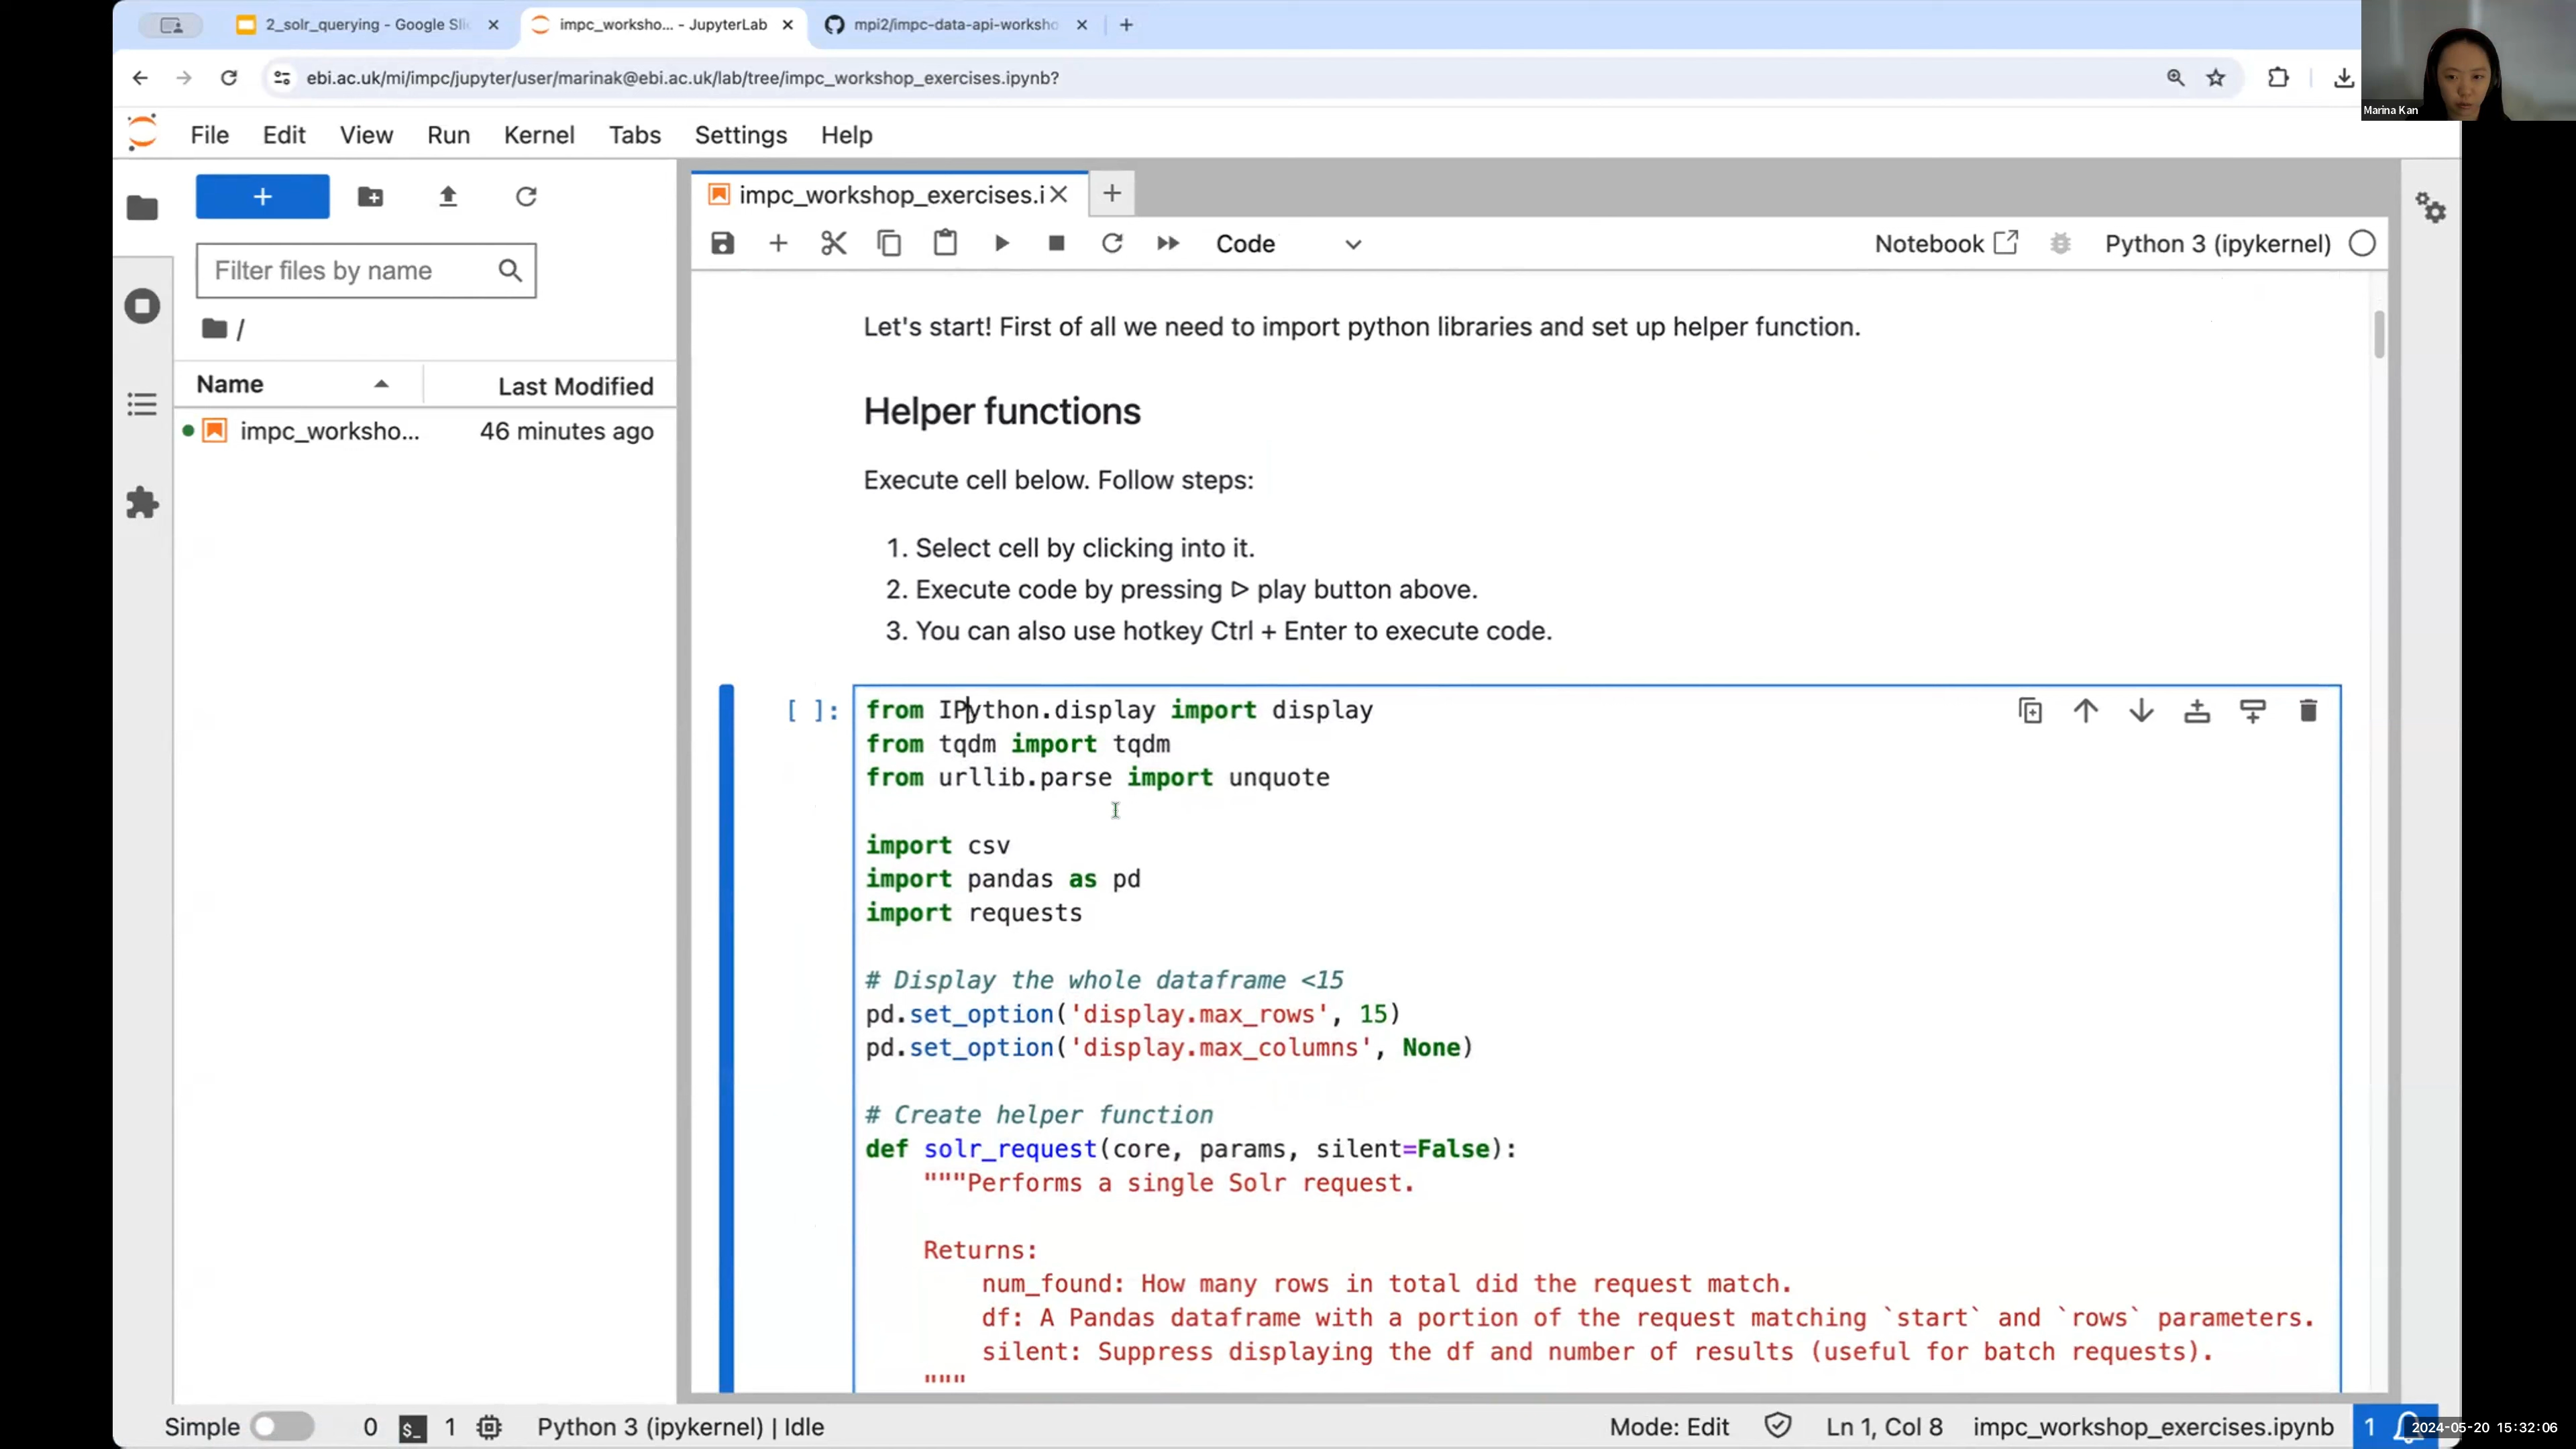 2_solr_querying - Google Sli
impc_worksho... - JupyterLab
mpi2/impc-data-api-worksho
ebi.ac.uk/mi/impc/jupyter/user/marinak@ebi.ac.uk/lab/tree/impc_workshop_exercises.ipynb?
Marina Kan
File Edit View Run Kernel Tabs Settings Help
impc_workshop_exercises.i
Filter files by name
Code
Notebook
Python 3 (ipykernel)
/
Name
Last Modified
impc_worksho...
46 minutes ago
Let's start! First of all we need to import python libraries and set up helper function.
Helper functions
Execute cell below. Follow steps:
1. Select cell by clicking into it.
2. Execute code by pressing ▷ play button above.
3. You can also use hotkey Ctrl + Enter to execute code.
[ ]:
from IPython.display import display
from tqdm import tqdm
from urllib.parse import unquote
import csv
import pandas as pd
import requests
# Display the whole dataframe <15
pd.set_option('display.max_rows', 15)
pd.set_option('display.max_columns', None)
# Create helper function
def solr_request(core, params, silent=False):
"""Performs a single Solr request.
Returns:
num_found: How many rows in total did the request match.
df: A Pandas dataframe with a portion of the request matching `start` and `rows` parameters.
silent: Suppress displaying the df and number of results (useful for batch requests).
"""
Simple
0
$_
1
Python 3 (ipykernel) | Idle
Mode: Edit
Ln 1, Col 8
impc_workshop_exercises.ipynb
1
2024-05-20 15:32:06